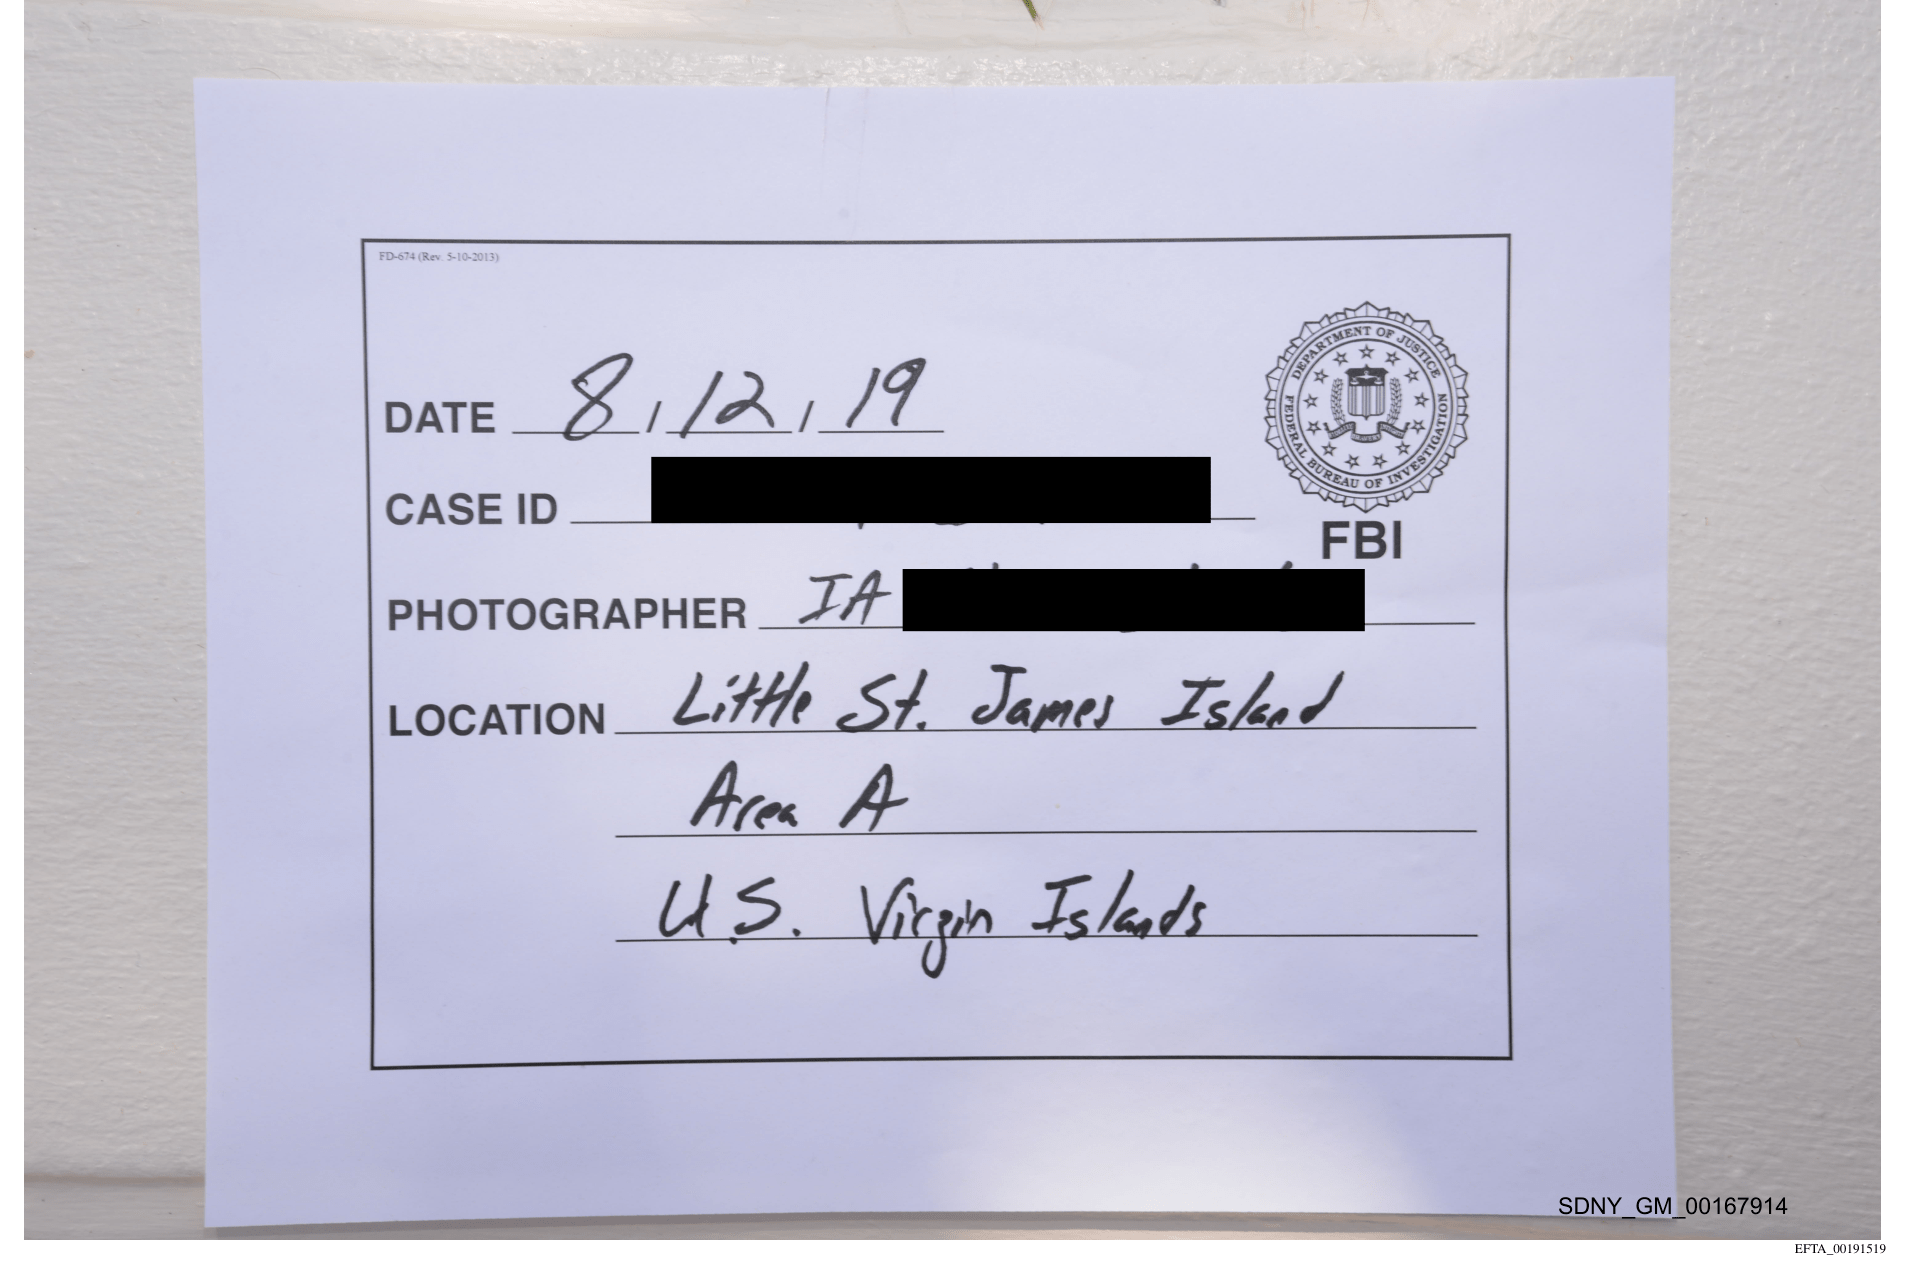 FD-674 (Rev. 5-10-2013)
DEPARTMENT OF JUSTICE
FEDERAL BUREAU OF INVESTIGATION
DATE 8 / 12 / 19
CASE ID
FBI
PHOTOGRAPHER IA
LOCATION Little St. James Island
Area A
U.S. Virgin Islands
SDNY_GM_00167914
EFTA_00191519